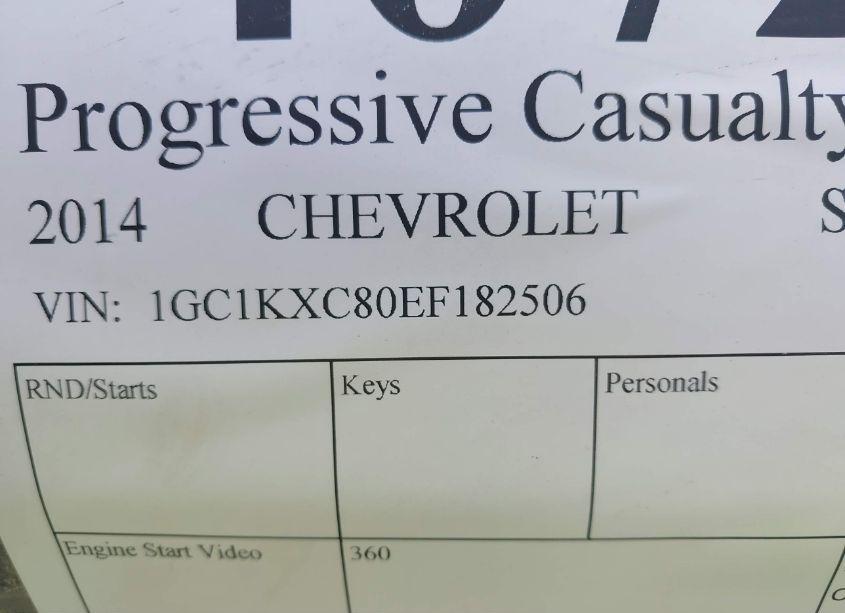 Progressive Casualty
2014 CHEVROLET S
VIN: 1GC1KXC80EF182506
RND/Starts Keys Personals
Engine Start Video 360